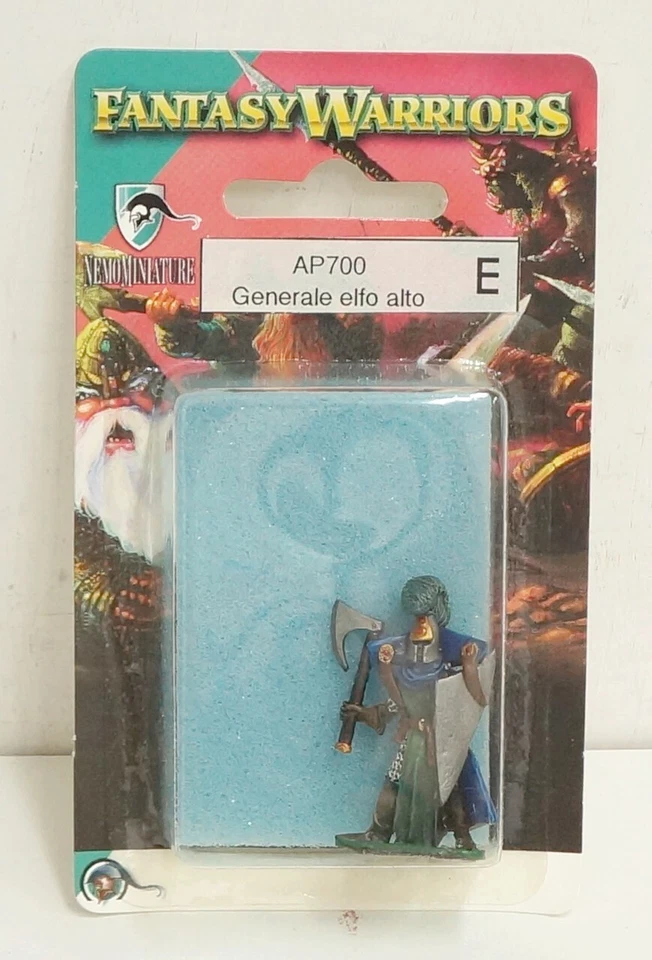 FANTASY WARRIORS
NEMOMINIATURE
AP700
Generale elfo alto
E